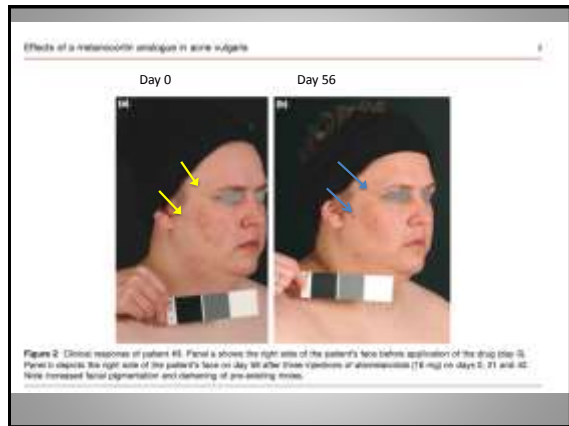 Effects of a melanocortin analogue in acne vulgaris
Day 0
Day 56
(a)
(b)
Figure 2 Clinical response of patient #3. Panel a shows the right side of the patient's face before application of the drug (day 0).
Panel b depicts the right side of the patient's face on day 56 after three injections of afamelanotide (16 mg) on days 0, 21 and 42.
Note increased facial pigmentation and darkening of pre-existing moles.